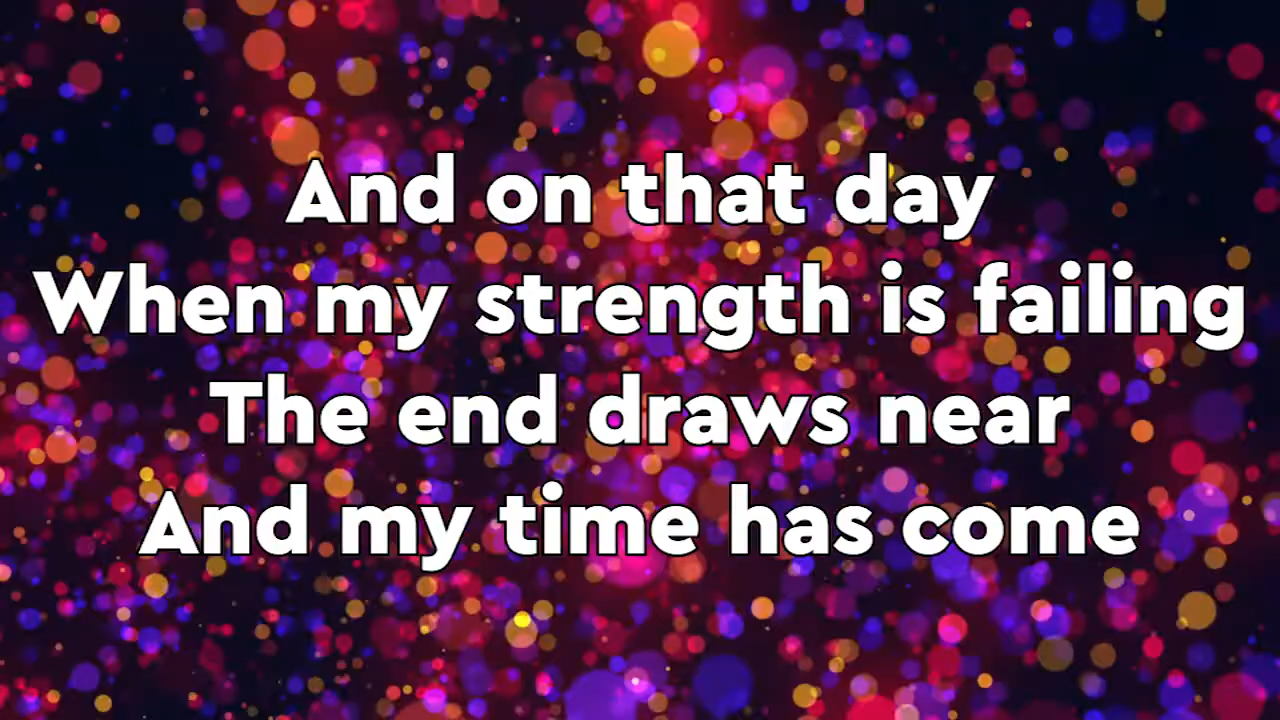 And on that day
When my strength is failing
The end draws near
And my time has come